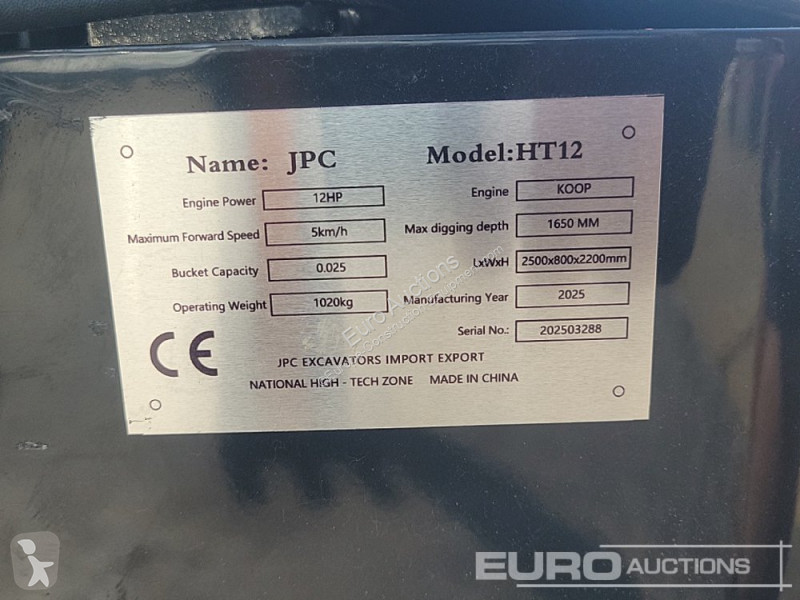 Name: JPC Model:HT12
Engine Power 12HP Engine KOOP
Maximum Forward Speed 5km/h Max digging depth 1650 MM
Bucket Capacity 0.025 LxWxH 2500x800x2200mm
Operating Weight 1020kg Manufacturing Year 2025
Serial No.: 202503288
CE
JPC EXCAVATORS IMPORT EXPORT
NATIONAL HIGH - TECH ZONE MADE IN CHINA
Euro Auctions
EURO AUCTIONS